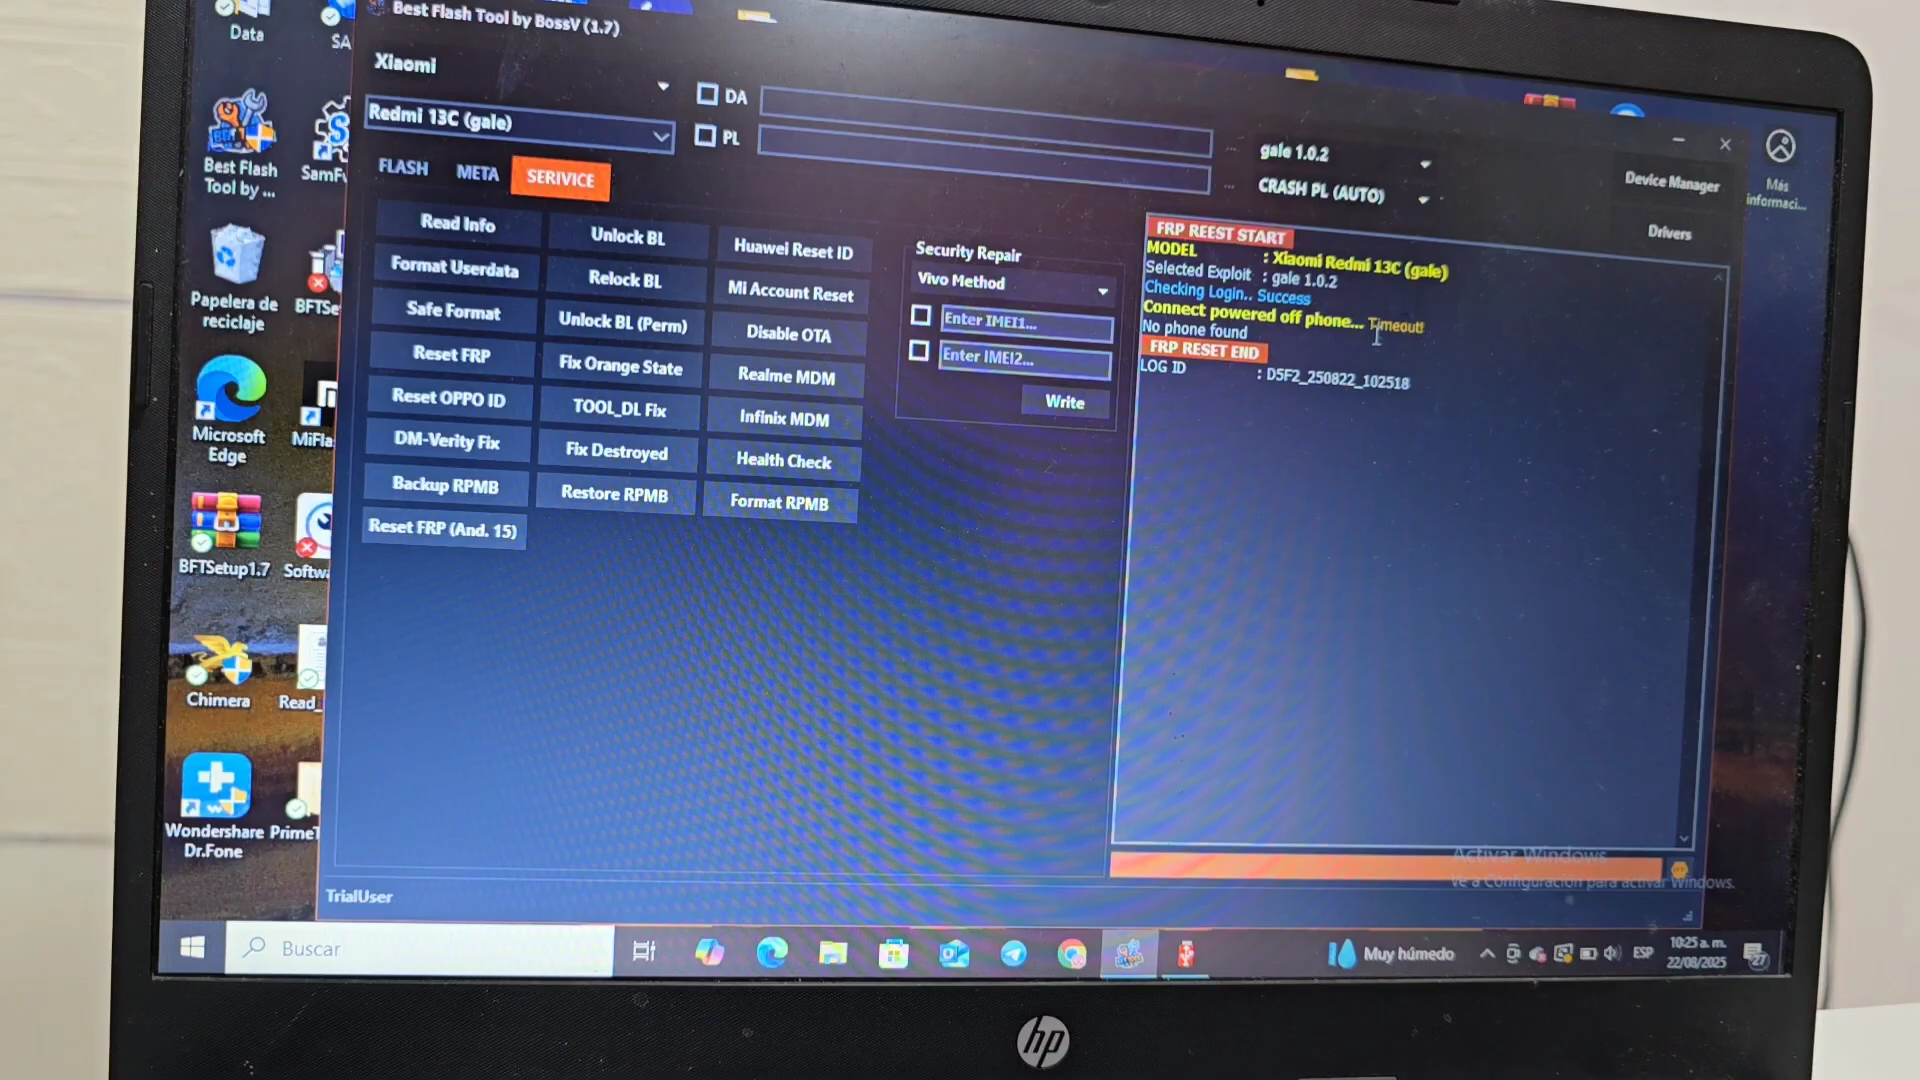 Data
SA
Best Flash Tool by BossV (1.7)
Xiaomi
Redmi 13C (gale)
DA
PL
...
...
gale 1.0.2
CRASH PL (AUTO)
Device Manager
Drivers
Más
informaci...
Best Flash
Tool by ...
SamFw
FLASH
META
SERIVICE
Read Info
Unlock BL
Huawei Reset ID
Format Userdata
Relock BL
Mi Account Reset
Safe Format
Unlock BL (Perm)
Disable OTA
Reset FRP
Fix Orange State
Realme MDM
Reset OPPO ID
TOOL_DL Fix
Infinix MDM
DM-Verity Fix
Fix Destroyed
Health Check
Backup RPMB
Restore RPMB
Format RPMB
Reset FRP (And. 15)
Security Repair
Vivo Method
Enter IMEI1...
Enter IMEI2...
Write
FRP REEST START
MODEL : Xiaomi Redmi 13C (gale)
Selected Exploit : gale 1.0.2
Checking Login.. Success
Connect powered off phone... Timeout!
No phone found
FRP RESET END
LOG ID : D5F2_250822_102518
Papelera de
reciclaje
BFTSe
Microsoft
Edge
MiFla
BFTSetup1.7
Softwa
Chimera
Read_
Wondershare
Dr.Fone
PrimeT
TrialUser
Activar Windows
Ve a Configuración para activar Windows.
Buscar
Muy húmedo
ESP
10:25 a. m.
22/08/2025
27
hp